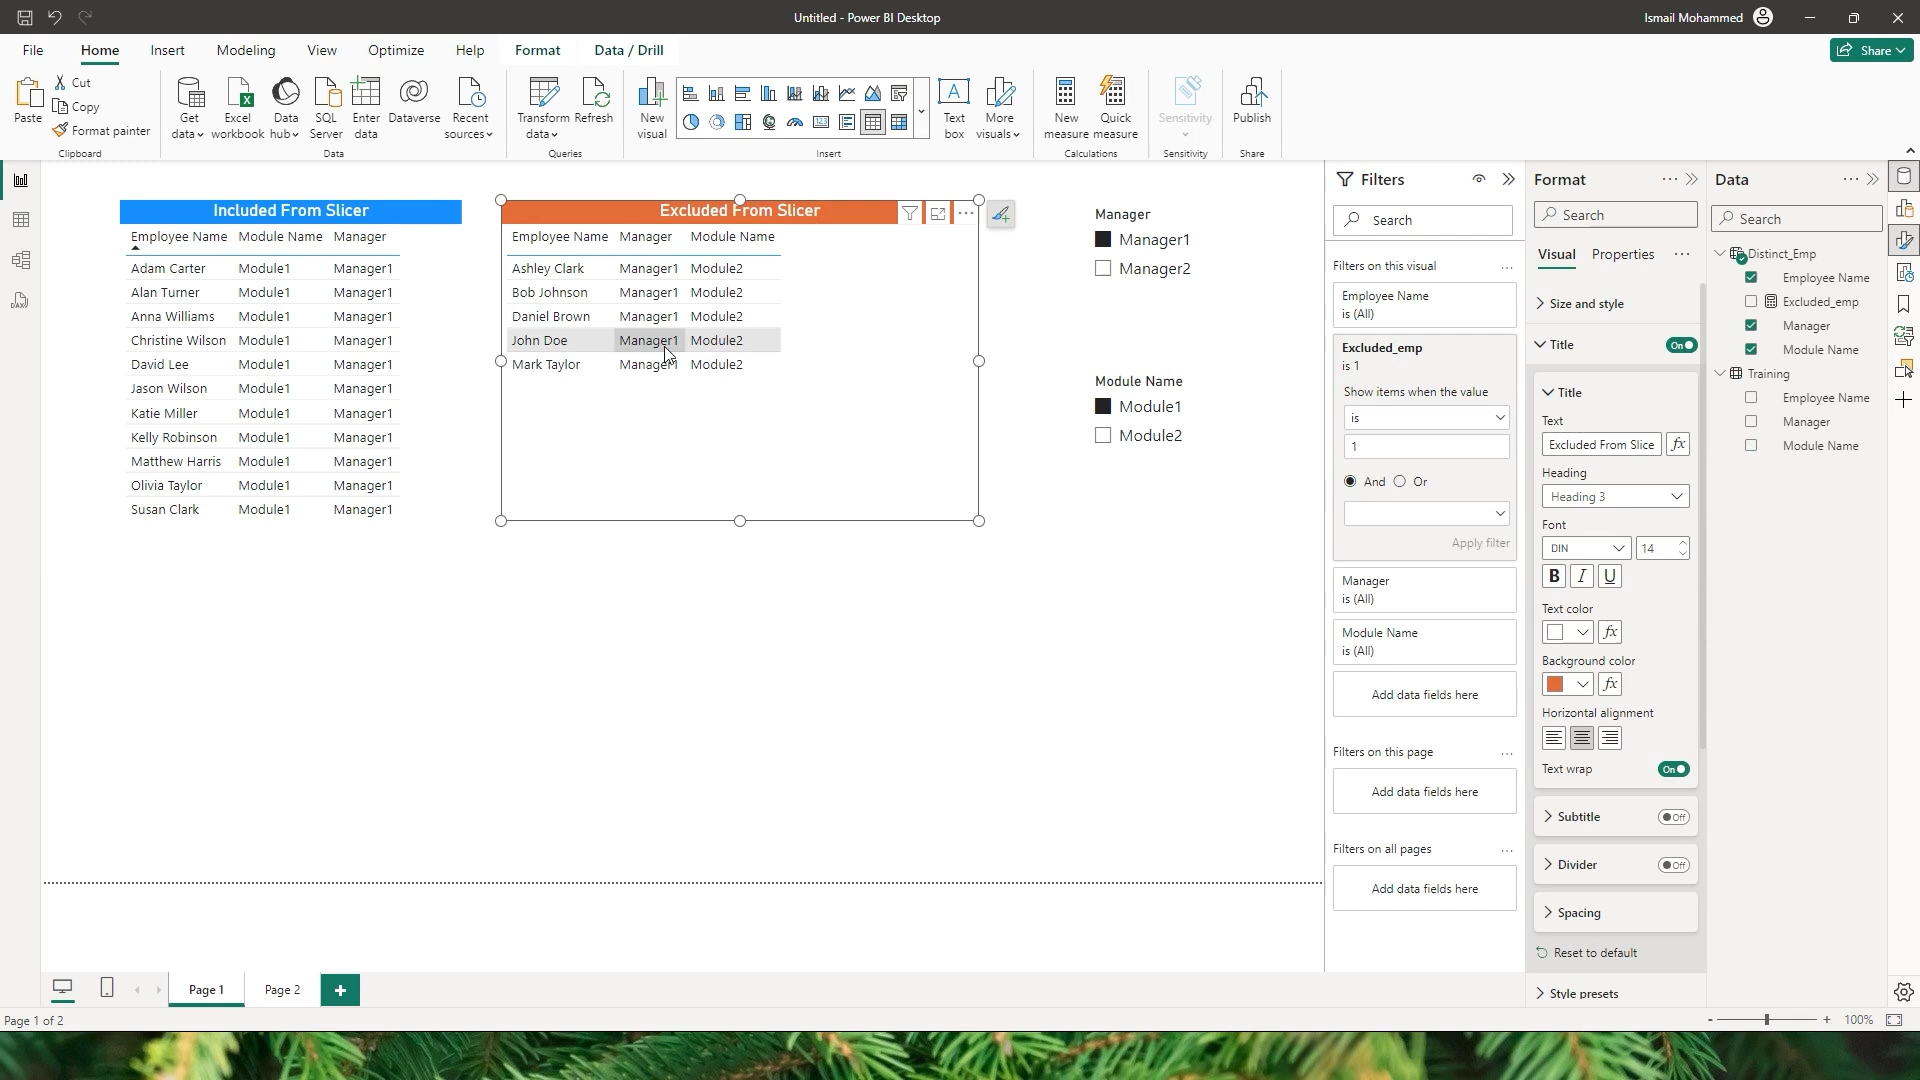 Untitled - Power BI Desktop
Ismail Mohammed
File Home Insert Modeling View Optimize Help Format Data / Drill
Share
Paste
Cut
Copy
Format painter
Get data
Excel workbook
Data hub
SQL Server
Enter data
Dataverse
Recent sources
Transform data
Refresh
New visual
Text box
More visuals
New measure
Quick measure
Sensitivity
Publish
Clipboard Data Queries Insert Calculations Sensitivity Share
Included From Slicer
Employee Name Module Name Manager
Adam Carter Module1 Manager1
Alan Turner Module1 Manager1
Anna Williams Module1 Manager1
Christine Wilson Module1 Manager1
David Lee Module1 Manager1
Jason Wilson Module1 Manager1
Katie Miller Module1 Manager1
Kelly Robinson Module1 Manager1
Matthew Harris Module1 Manager1
Olivia Taylor Module1 Manager1
Susan Clark Module1 Manager1
Excluded From Slicer
Employee Name Manager Module Name
Ashley Clark Manager1 Module2
Bob Johnson Manager1 Module2
Daniel Brown Manager1 Module2
John Doe Manager1 Module2
Mark Taylor Manager1 Module2
Manager
Manager1
Manager2
Module Name
Module1
Module2
Filters
Search
Filters on this visual
Employee Name
is (All)
Excluded_emp
is 1
Show items when the value
is
1
And Or
Apply filter
Manager
is (All)
Module Name
is (All)
Add data fields here
Filters on this page
Add data fields here
Filters on all pages
Add data fields here
Format
Search
Visual Properties
Size and style
Title On
Title
Text
Excluded From Slice fx
Heading
Heading 3
Font
DIN 14
B I U
Text color
fx
Background color
fx
Horizontal alignment
Text wrap On
Subtitle Off
Divider Off
Spacing
Reset to default
Style presets
Data
Search
Distinct_Emp
Employee Name
Excluded_emp
Manager
Module Name
Training
Employee Name
Manager
Module Name
Page 1 Page 2 +
Page 1 of 2
- + 100%